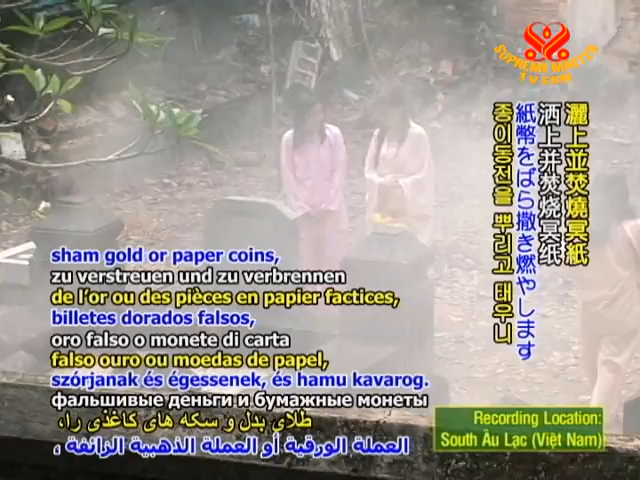 SUPREME MASTER
TV FILM
灑上並焚燒冥紙
洒上并焚烧冥纸
紙幣をばら撒き燃やします
종이동전을 뿌리고 태우니
sham gold or paper coins,
zu verstreuen und zu verbrennen
de l'or ou des pièces en papier factices,
billetes dorados falsos,
oro falso o monete di carta
falso ouro ou moedas de papel,
szórjanak és égessenek, és hamu kavarog.
фальшивые деньги и бумажные монеты
طلای بدل و سکه های کاغذی را،
العملة الورقية أو العملة الذهبية الزائفة ،
Recording Location:
South Âu Lạc (Việt Nam)